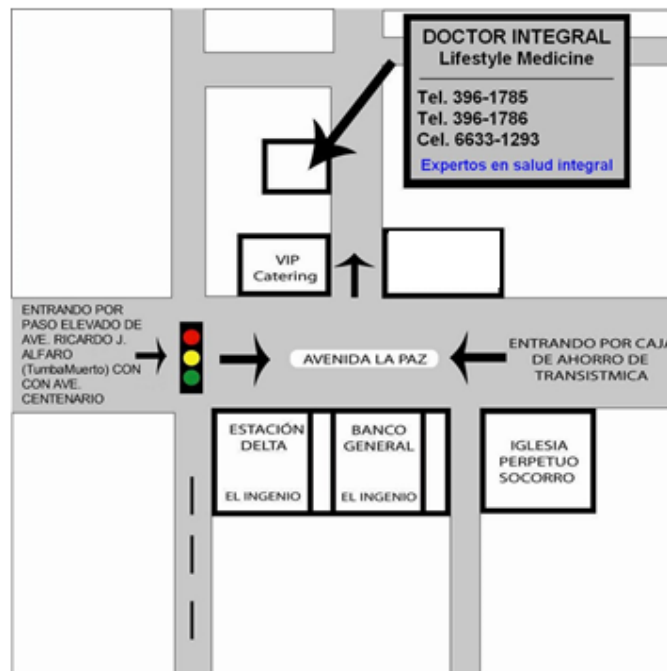 DOCTOR INTEGRAL
Lifestyle Medicine
Tel. 396-1785
Tel. 396-1786
Cel. 6633-1293
Expertos en salud integral
VIP
Catering
ENTRANDO POR
PASO ELEVADO DE
AVE. RICARDO J.
ALFARO
(TumbaMuerto) CON
CON AVE.
CENTENARIO
AVENIDA LA PAZ
ENTRANDO POR CAJA
DE AHORRO DE
TRANSISTMICA
ESTACIÓN
DELTA
EL INGENIO
BANCO
GENERAL
EL INGENIO
IGLESIA
PERPETUO
SOCORRO